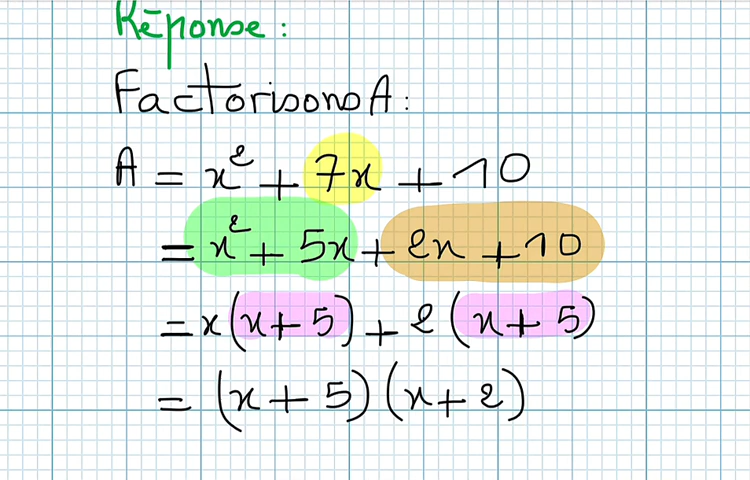 Réponse :
Factorisons A :
A = x² + 7x + 10
= x² + 5x + 2x + 10
= x(x + 5) + 2(x + 5)
= (x + 5)(x + 2)